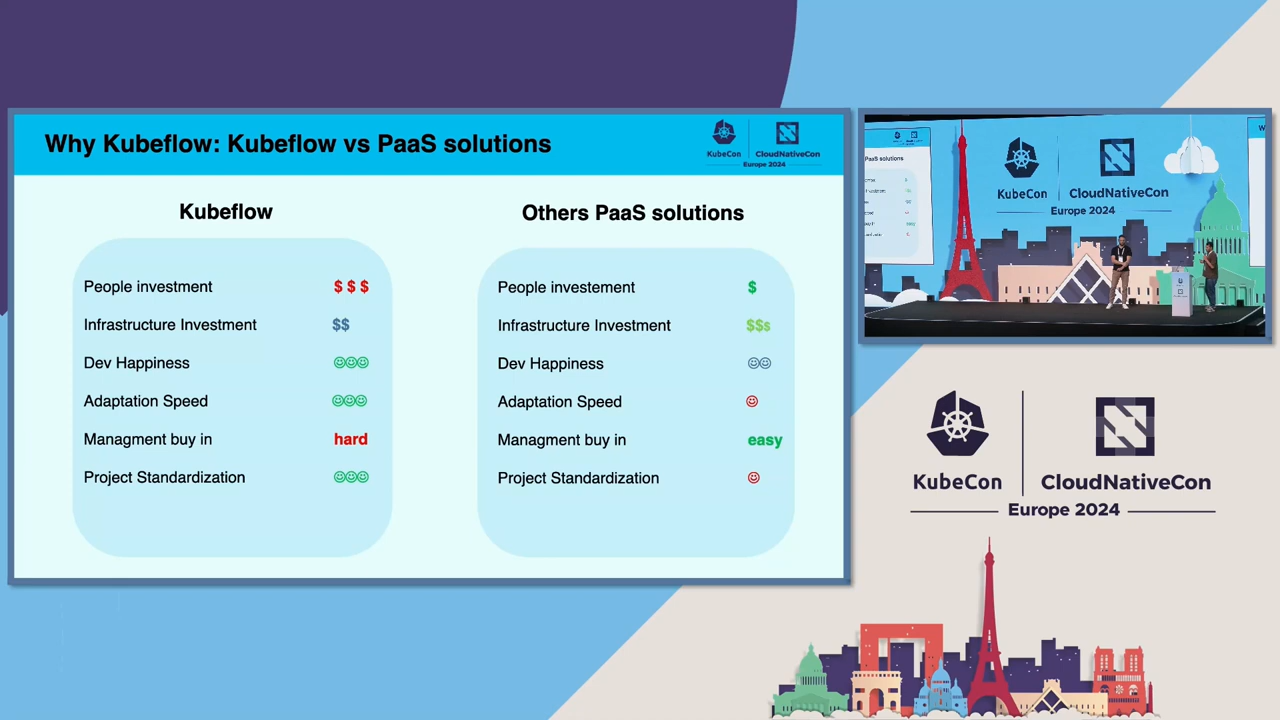 Why Kubeflow: Kubeflow vs PaaS solutions
KubeCon
CloudNativeCon
Europe 2024
Kubeflow
People investment $ $ $
Infrastructure Investment $$
Dev Happiness ☺☺☺
Adaptation Speed ☺☺☺
Managment buy in hard
Project Standardization ☺☺☺
Others PaaS solutions
People investement $
Infrastructure Investment $$$
Dev Happiness ☺☺
Adaptation Speed ☺
Managment buy in easy
Project Standardization ☺
PaaS solutions
KubeCon
CloudNativeCon
Europe 2024
KubeCon
CloudNativeCon
Europe 2024